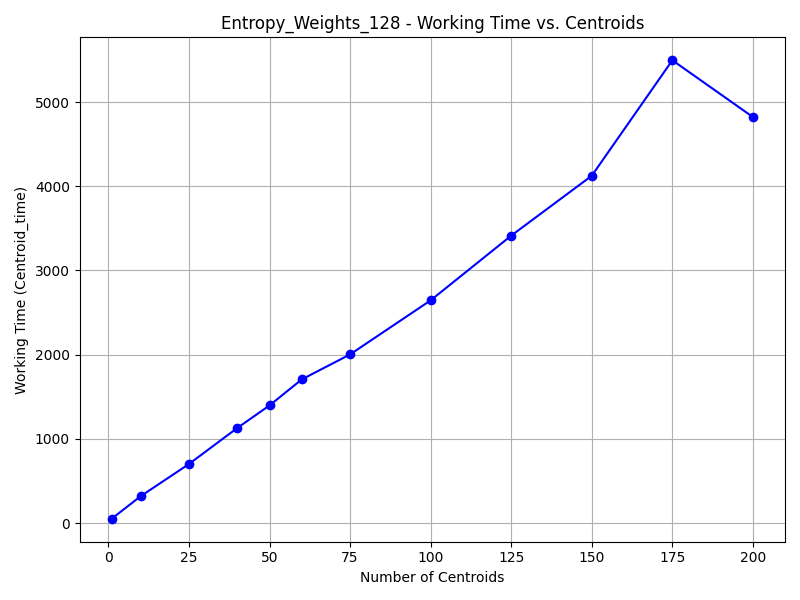 Entropy_Weights_128 - Working Time vs. Centroids
Working Time (Centroid_time)
5000
4000
3000
2000
1000
0
0 25 50 75 100 125 150 175 200
Number of Centroids